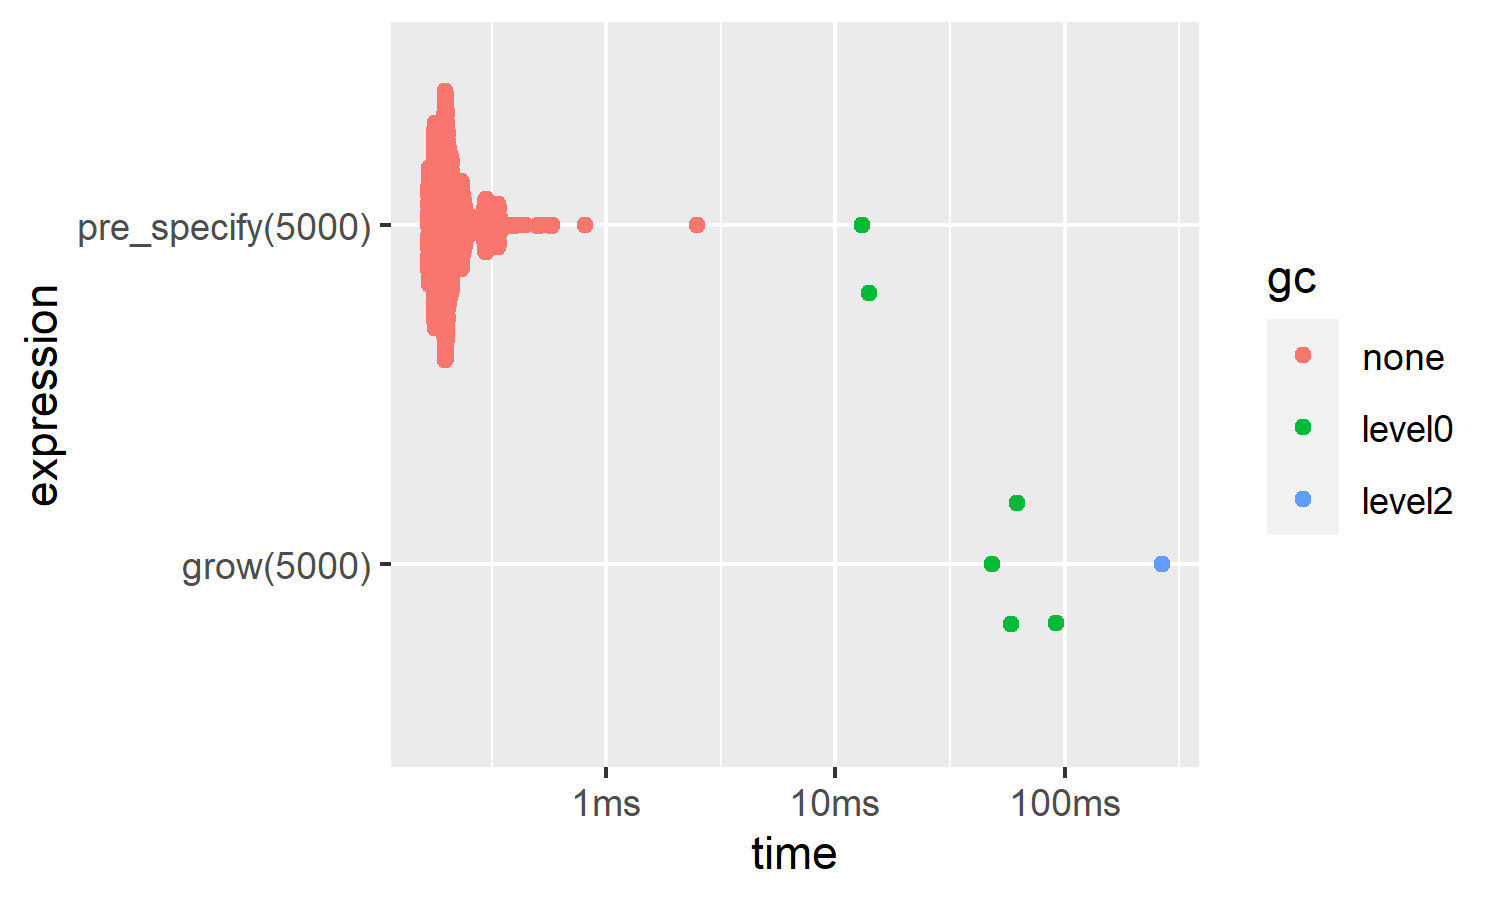 expression
pre_specify(5000)
grow(5000)
1ms
10ms
100ms
time
gc
none
level0
level2